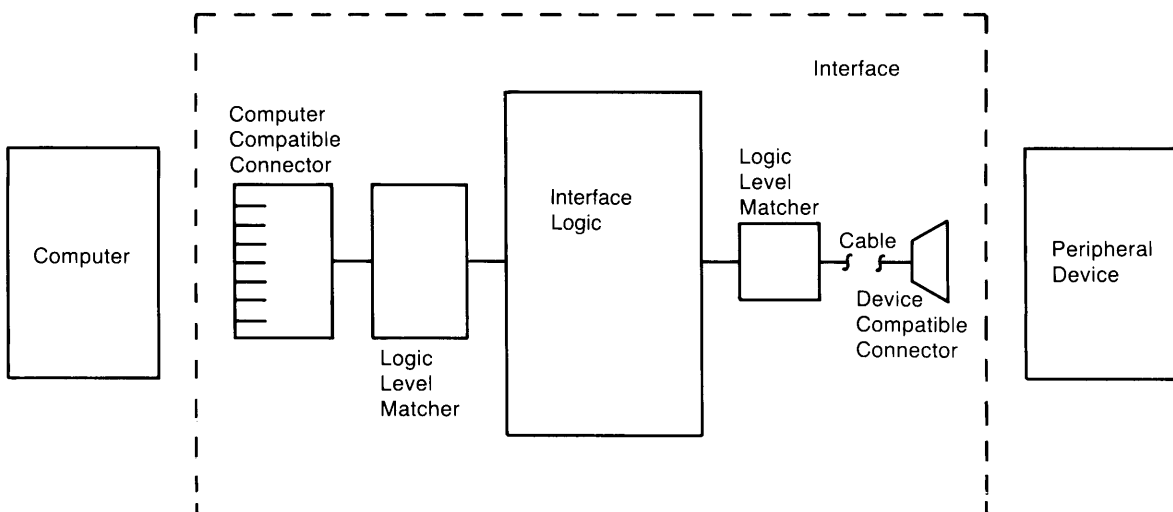 Interface
Computer
Compatible
Connector
Computer
Logic
Level
Matcher
Interface
Logic
Logic
Level
Matcher
Cable
Device
Compatible
Connector
Peripheral
Device